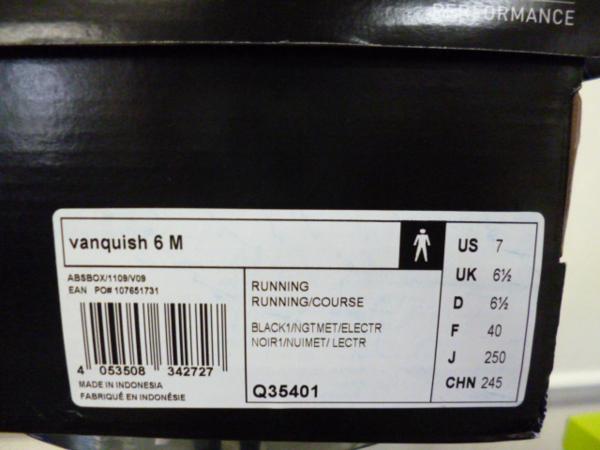 PERFORMANCE
vanquish 6 M
ABSBOX/1109/V09
EAN PO# 107651731
4 053508 342727
MADE IN INDONESIA
FABRIQUÉ EN INDONÉSIE
RUNNING
RUNNING/COURSE
BLACK1/NGTMET/ELECTR
NOIR1/NUIMET/ LECTR
Q35401
US 7
UK 6½
D 6½
F 40
J 250
CHN 245